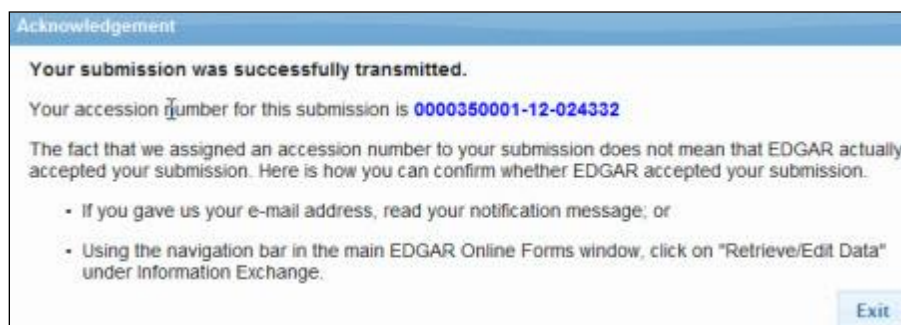 Acknowledgement
Your submission was successfully transmitted.
Your accession number for this submission is 0000350001-12-024332
The fact that we assigned an accession number to your submission does not mean that EDGAR actually
accepted your submission. Here is how you can confirm whether EDGAR accepted your submission.
• If you gave us your e-mail address, read your notification message; or
• Using the navigation bar in the main EDGAR Online Forms window, click on "Retrieve/Edit Data"
under Information Exchange.
Exit